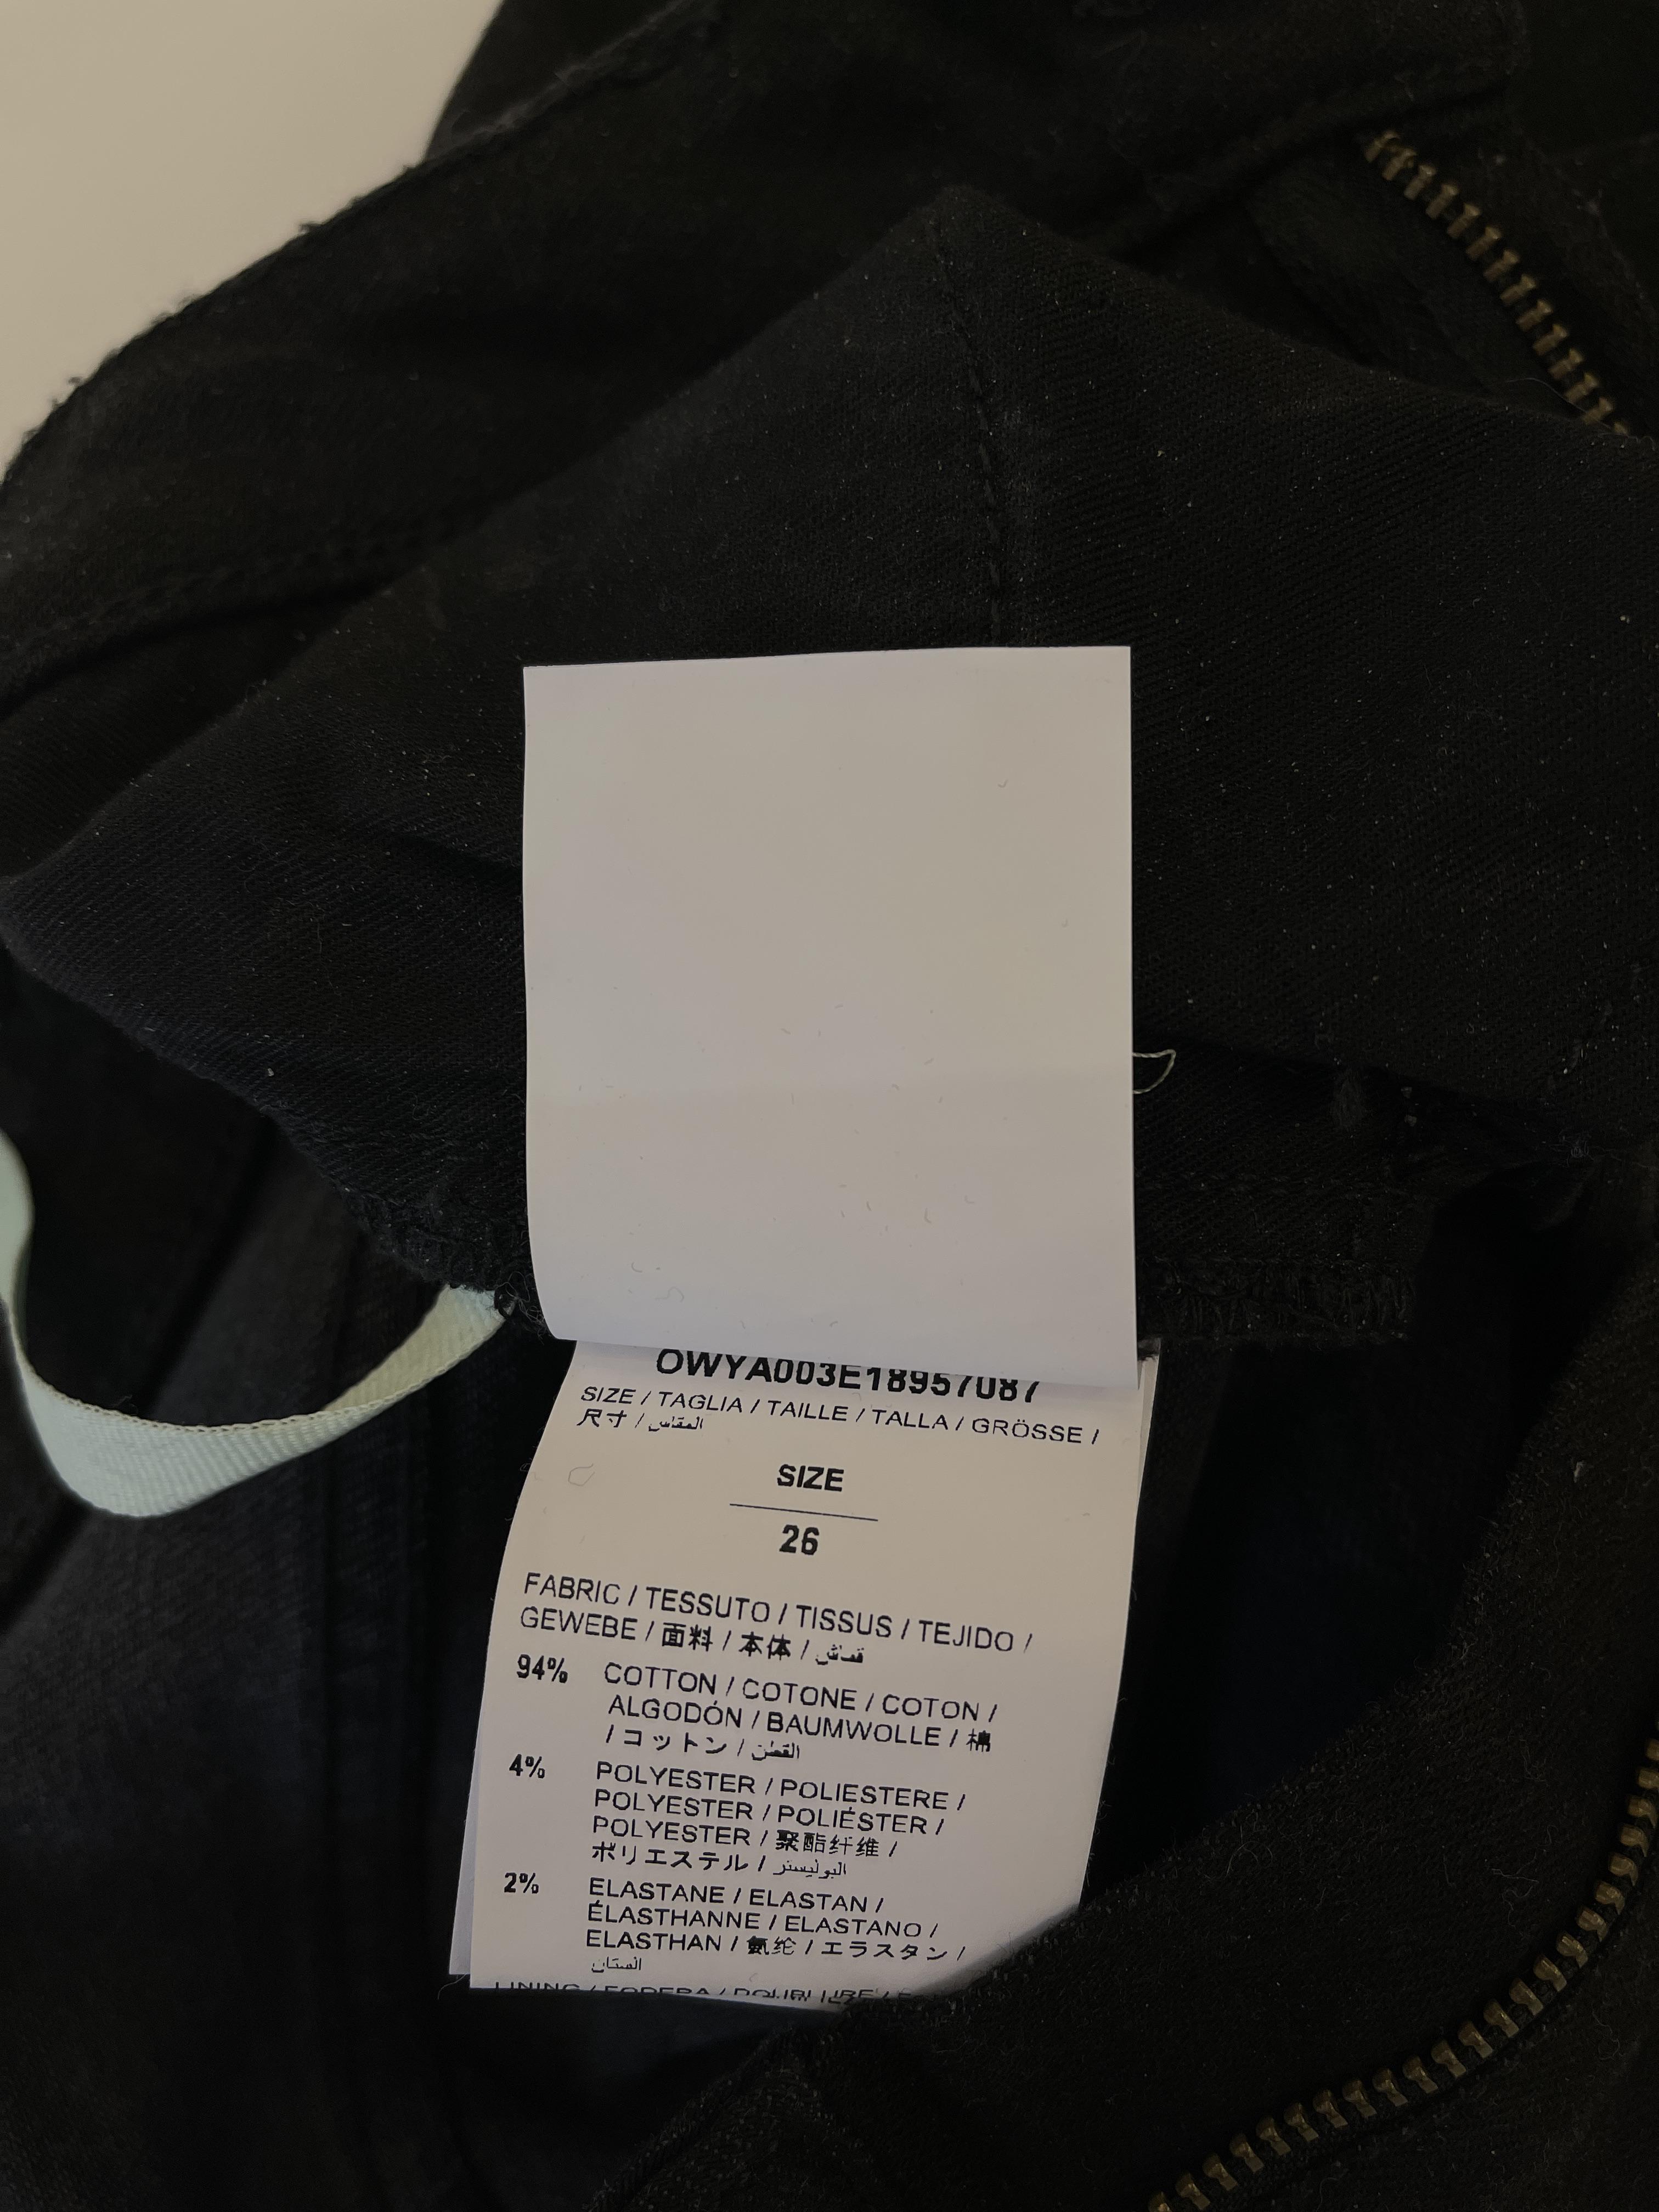 OWYA003E18957087
SIZE / TAGLIA / TAILLE / TALLA / GRÖSSE /
尺寸 / المقاس
SIZE
26
FABRIC / TESSUTO / TISSUS / TEJIDO /
GEWEBE / 面料 / 本体 / قماش
94% COTTON / COTONE / COTON /
ALGODÓN / BAUMWOLLE / 棉
/ コットン / القطن
4% POLYESTER / POLIESTERE /
POLYESTER / POLIÉSTER /
POLYESTER / 聚酯纤维 /
ポリエステル / البوليستر
2% ELASTANE / ELASTAN /
ÉLASTHANNE / ELASTANO /
ELASTHAN / 氨纶 / エラスタン /
الستان
LINING / FODERA / DOUBLURE /